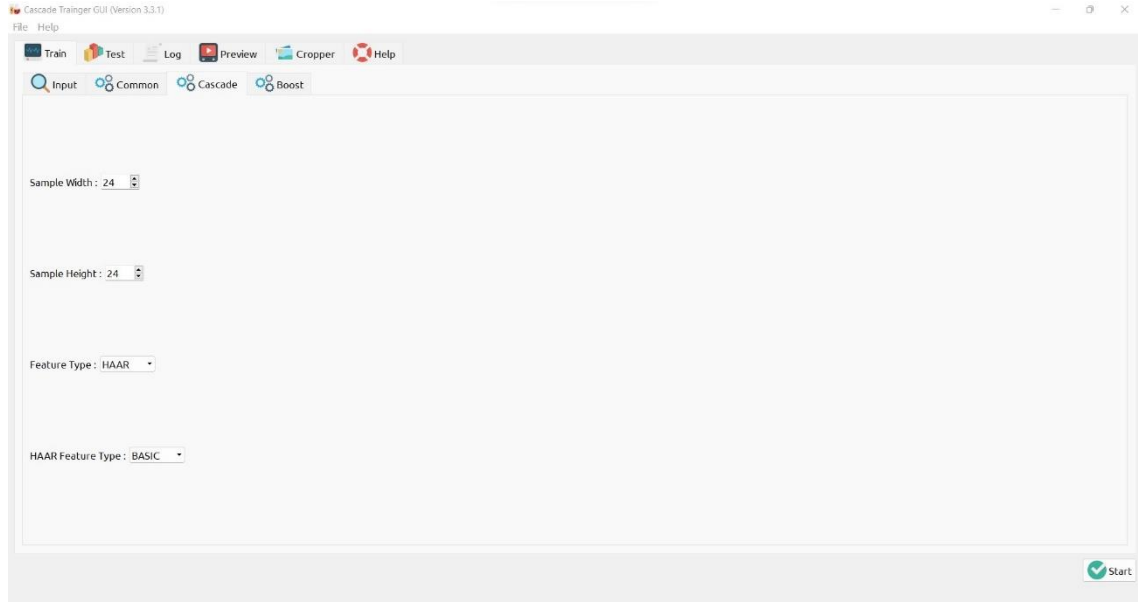 Cascade Trainger GUI (Version 3.3.1)
File Help
Train Test Log Preview Cropper Help
Input Common Cascade Boost
Sample Width : 24
Sample Height : 24
Feature Type : HAAR
HAAR Feature Type : BASIC
Start